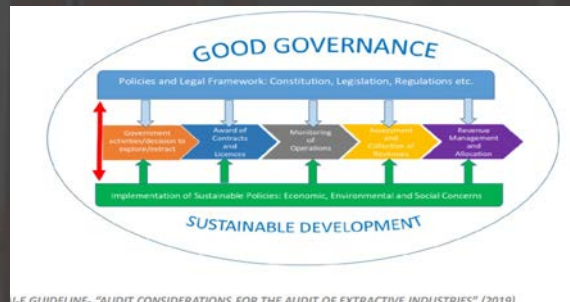 GOOD GOVERNANCE
Policies and Legal Framework: Constitution, Legislation, Regulations etc.
Government
activities/decision to
explore/extract
Award of
Contracts
and
Licences
Monitoring
of
Operations
Assessment
and
Collection of
Revenues
Revenue
Management
and
Allocation
Implementation of Sustainable Policies: Economic, Environmental and Social Concerns
SUSTAINABLE DEVELOPMENT
GUIDELINE- "AUDIT CONSIDERATIONS FOR THE AUDIT OF EXTRACTIVE INDUSTRIES" (2019)